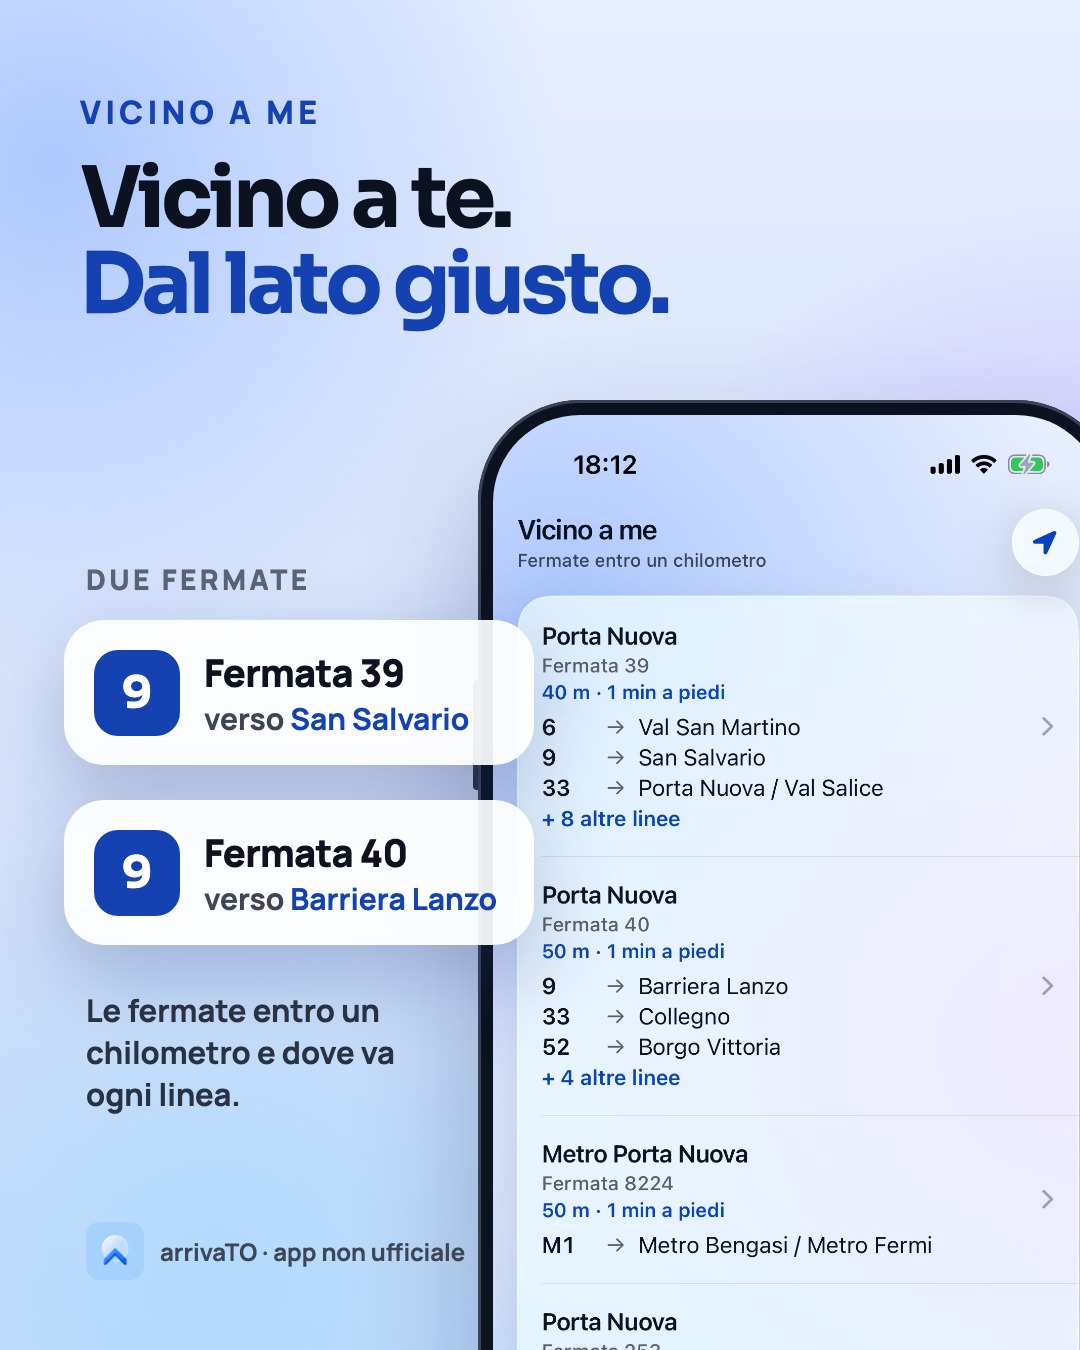 VICINO A ME
Vicino a te.
Dal lato giusto.
DUE FERMATE
9
Fermata 39
verso San Salvario
9
Fermata 40
verso Barriera Lanzo
Le fermate entro un
chilometro e dove va
ogni linea.
arrivaTO · app non ufficiale
18:12
Vicino a me
Fermate entro un chilometro
Porta Nuova
Fermata 39
40 m · 1 min a piedi
6 → Val San Martino
9 → San Salvario
33 → Porta Nuova / Val Salice
+ 8 altre linee
Porta Nuova
Fermata 40
50 m · 1 min a piedi
9 → Barriera Lanzo
33 → Collegno
52 → Borgo Vittoria
+ 4 altre linee
Metro Porta Nuova
Fermata 8224
50 m · 1 min a piedi
M1 → Metro Bengasi / Metro Fermi
Porta Nuova
Fermata